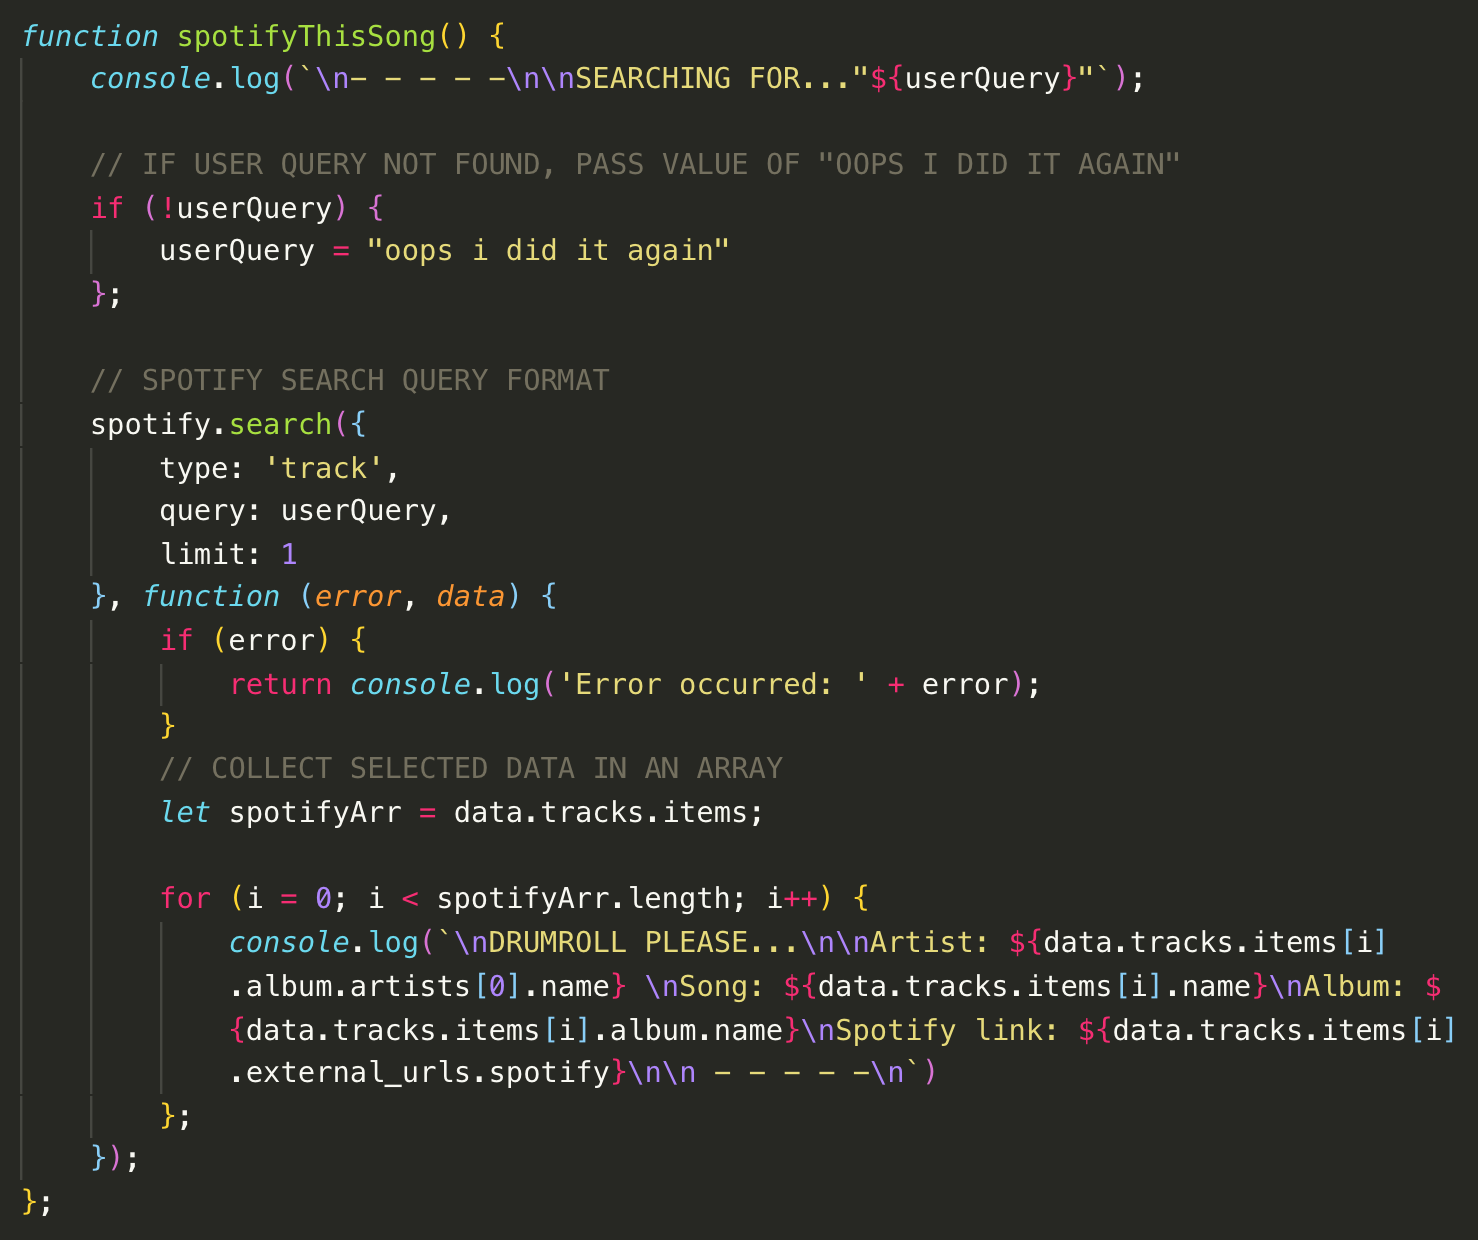 function spotifyThisSong() {
    console.log(`\n- - - - -\n\nSEARCHING FOR..."${userQuery}"`);

    // IF USER QUERY NOT FOUND, PASS VALUE OF "OOPS I DID IT AGAIN"
    if (!userQuery) {
        userQuery = "oops i did it again"
    };

    // SPOTIFY SEARCH QUERY FORMAT
    spotify.search({
        type: 'track',
        query: userQuery,
        limit: 1
    }, function (error, data) {
        if (error) {
            return console.log('Error occurred: ' + error);
        }
        // COLLECT SELECTED DATA IN AN ARRAY
        let spotifyArr = data.tracks.items;

        for (i = 0; i < spotifyArr.length; i++) {
            console.log(`\nDRUMROLL PLEASE...\n\nArtist: ${data.tracks.items[i]
            .album.artists[0].name} \nSong: ${data.tracks.items[i].name}\nAlbum: $
            {data.tracks.items[i].album.name}\nSpotify link: ${data.tracks.items[i]
            .external_urls.spotify}\n\n - - - - -\n`)
        };
    });
};